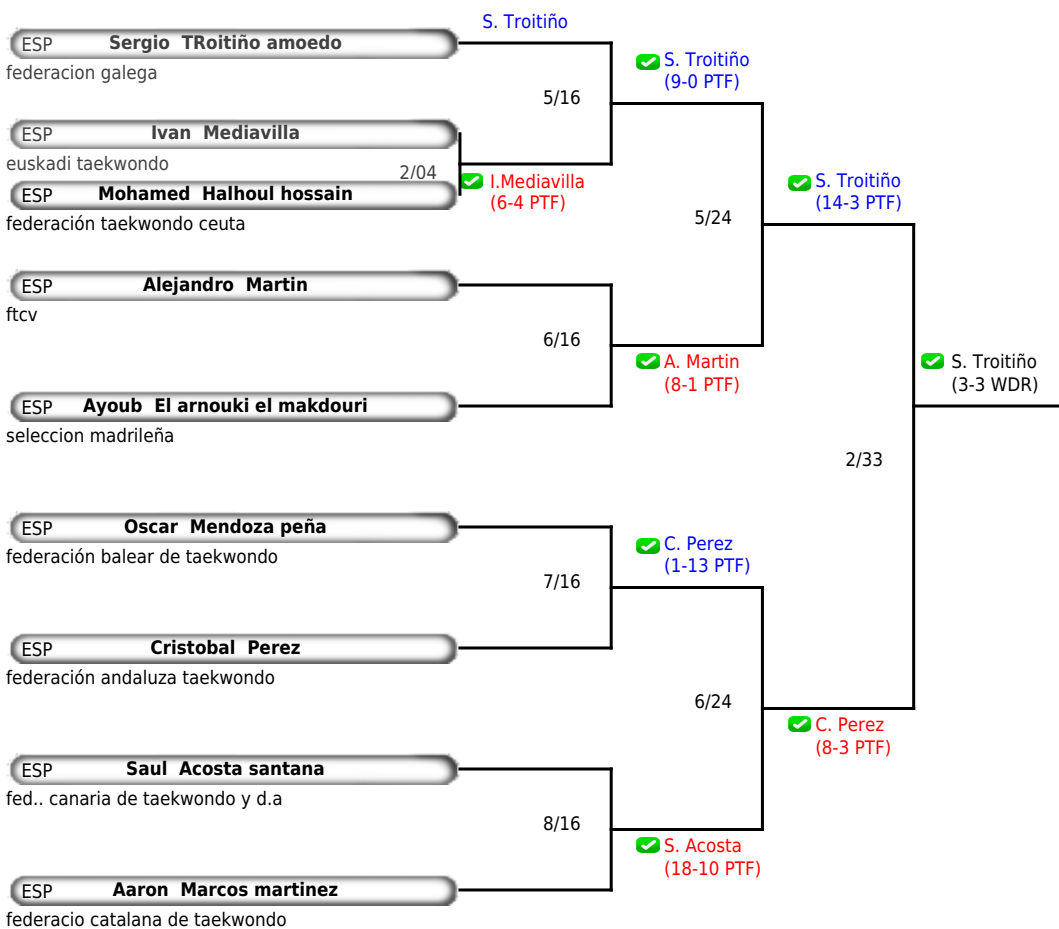 S. Troitiño
ESP Sergio TRoitiño amoedo
federacion galega
S. Troitiño
(9-0 PTF)
5/16
ESP Ivan Mediavilla
euskadi taekwondo
2/04
ESP Mohamed Halhoul hossain
federación taekwondo ceuta
I.Mediavilla
(6-4 PTF)
S. Troitiño
(14-3 PTF)
5/24
ESP Alejandro Martin
ftcv
6/16
A. Martin
(8-1 PTF)
S. Troitiño
(3-3 WDR)
ESP Ayoub El arnouki el makdouri
seleccion madrileña
2/33
ESP Oscar Mendoza peña
federación balear de taekwondo
C. Perez
(1-13 PTF)
7/16
ESP Cristobal Perez
federación andaluza taekwondo
6/24
C. Perez
(8-3 PTF)
ESP Saul Acosta santana
fed.. canaria de taekwondo y d.a
8/16
S. Acosta
(18-10 PTF)
ESP Aaron Marcos martinez
federacio catalana de taekwondo